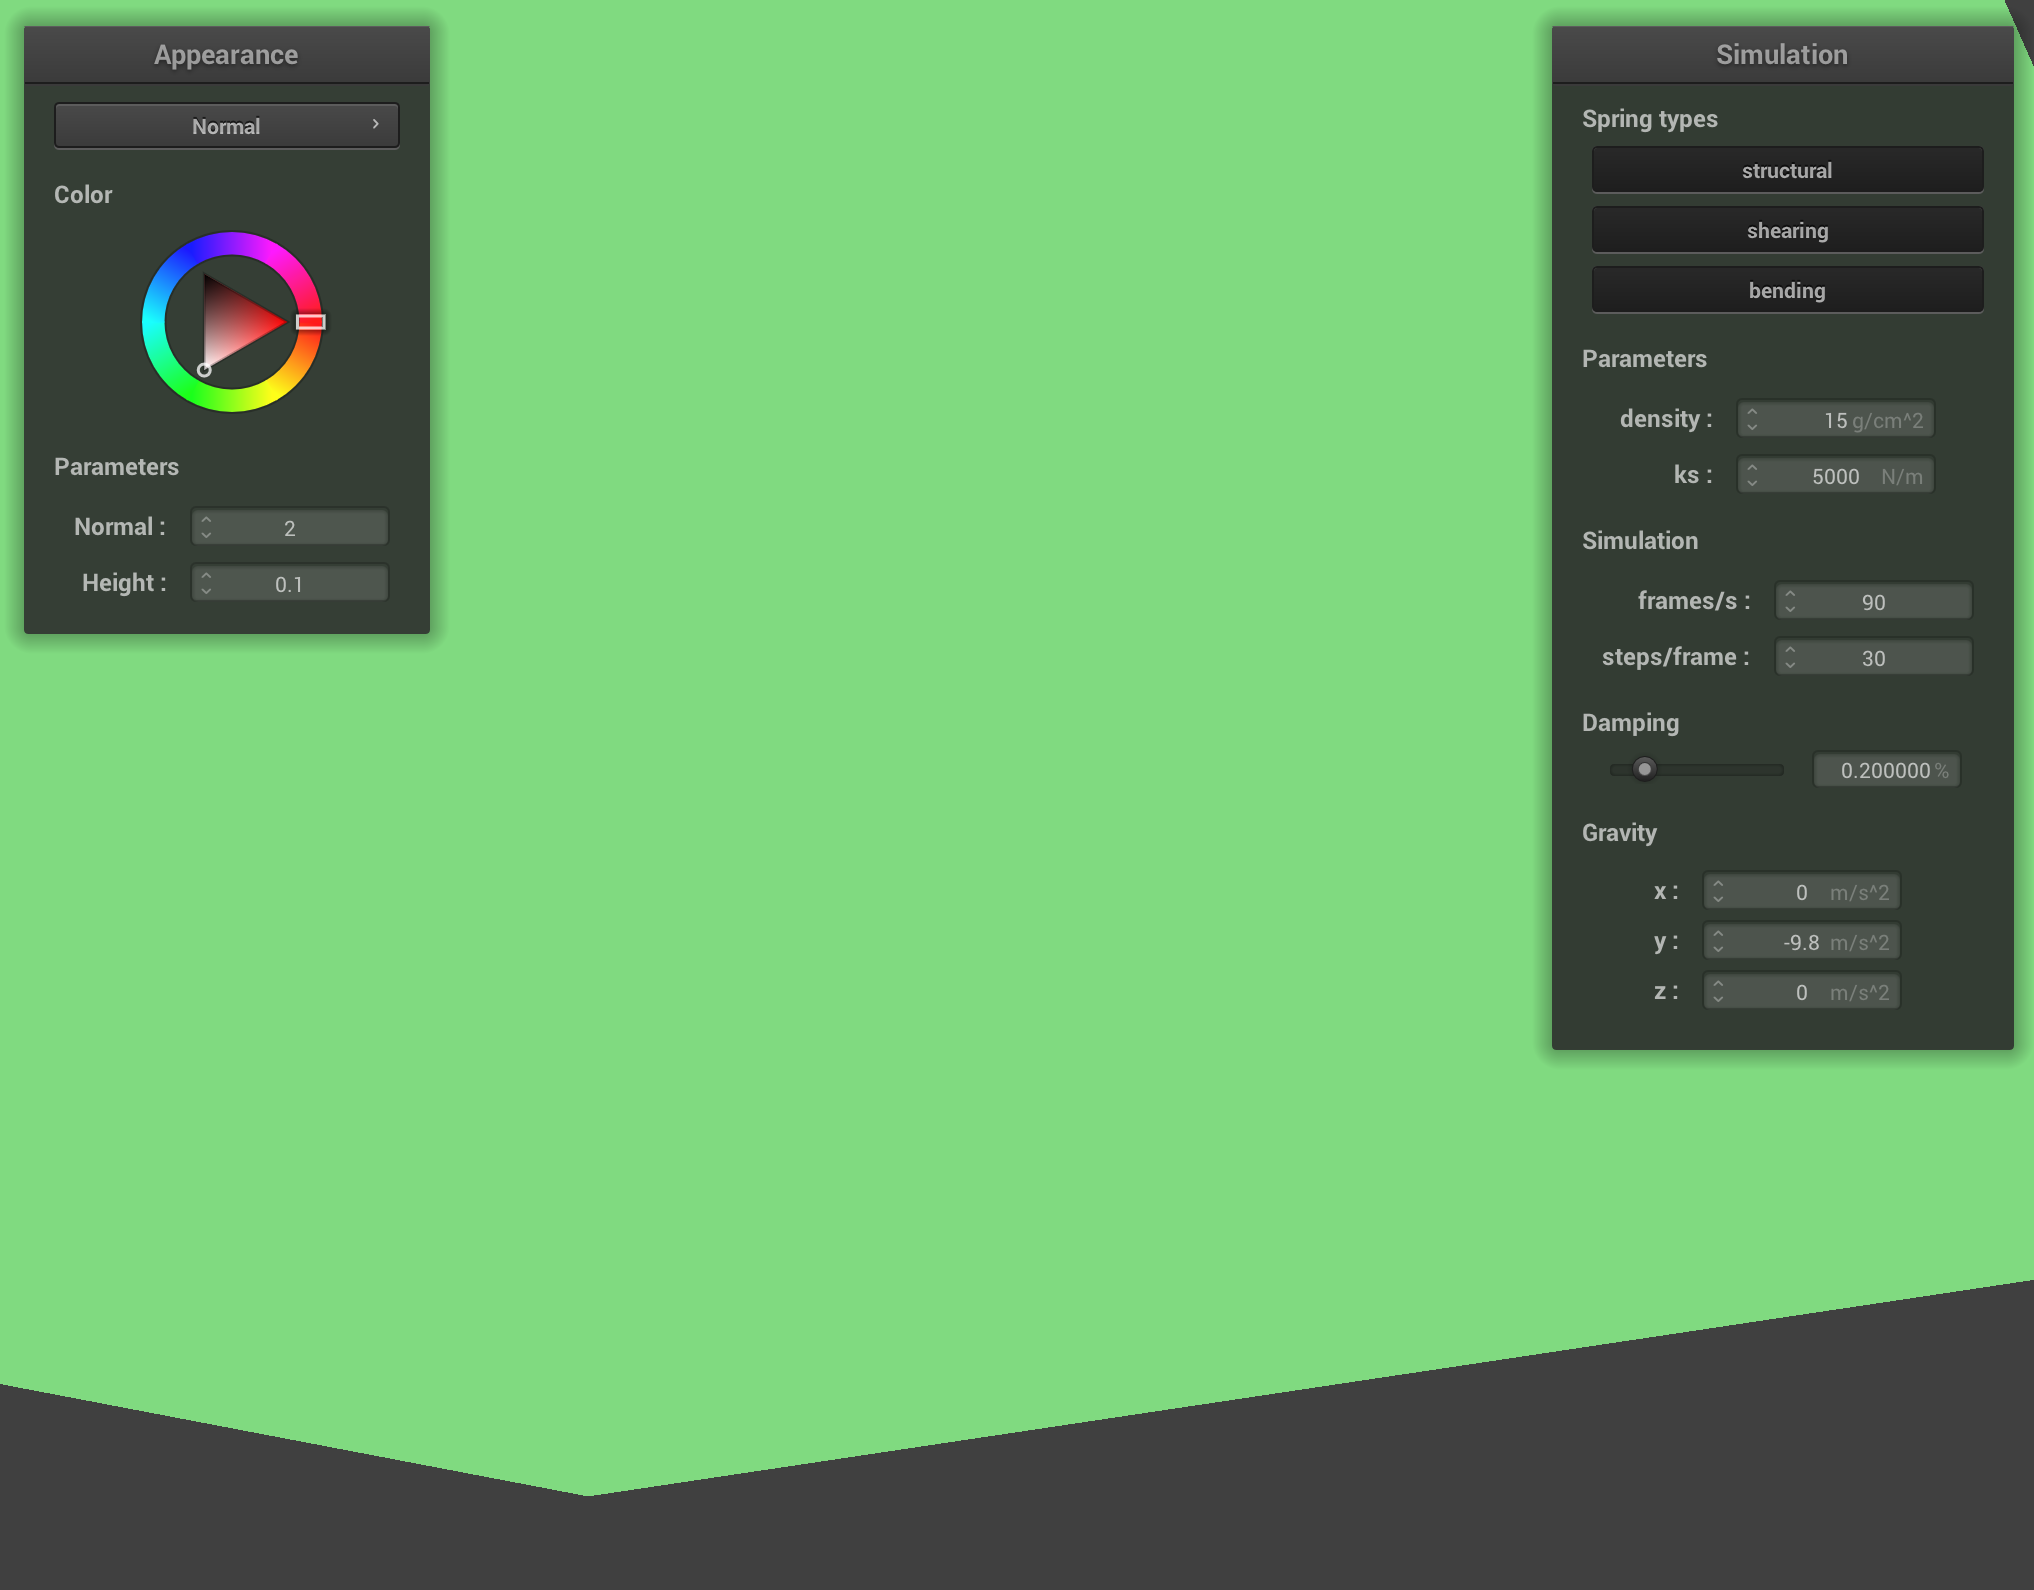 Appearance
Normal
Color
Parameters
Normal : 2
Height : 0.1
Simulation
Spring types
structural
shearing
bending
Parameters
density : 15 g/cm^2
ks : 5000 N/m
Simulation
frames/s : 90
steps/frame : 30
Damping
0.200000 %
Gravity
x : 0 m/s^2
y : -9.8 m/s^2
z : 0 m/s^2